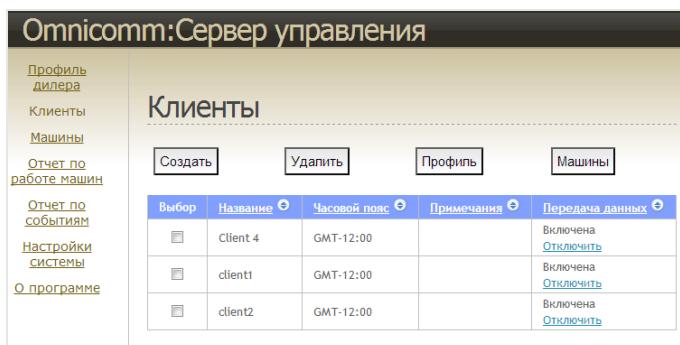 Omnicomm:Сервер управления
Профиль
дилера
Клиенты
Машины
Отчет по
работе машин
Отчет по
событиям
Настройки
системы
О программе
Клиенты
Создать Удалить Профиль Машины
Выбор Название Часовой пояс Примечания Передача данных
Client 4 GMT-12:00 Включена
Отключить
client1 GMT-12:00 Включена
Отключить
client2 GMT-12:00 Включена
Отключить